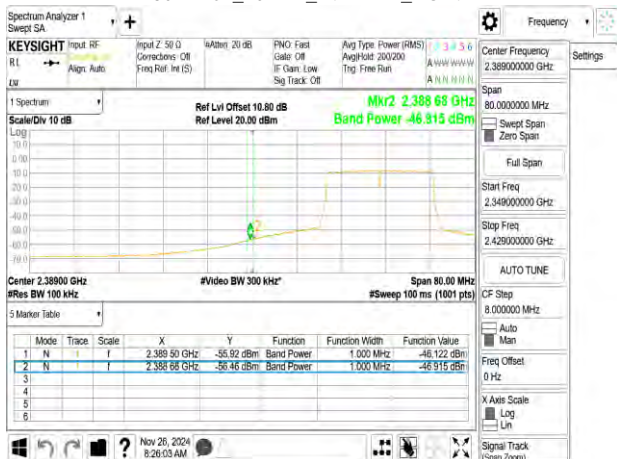 Spectrum Analyzer 1
Swept SA
Frequency
KEYSIGHT
RL
Input: RF
Align: Auto
Input Z: 50 Ω
Corrections: Off
Freq Ref: Int (S)
#Atten: 20 dB
PNO: Fast
Gate: Off
IF Gain: Low
Sig Track: Off
Avg Type: Power (RMS)
Avg|Hold: 200/200
Trig: Free Run
1 2 3 4 5 6
A W W W W W
A N N N N N
LW
1 Spectrum
Scale/Div 10 dB
Ref Lvl Offset 10.80 dB
Ref Level 20.00 dBm
Mkr2 2.388 68 GHz
Band Power -46.915 dBm
Log
10.0
0.00
Center 2.38900 GHz
#Res BW 100 kHz
#Video BW 300 kHz*
Span 80.00 MHz
#Sweep 100 ms (1001 pts)
5 Marker Table
Mode Trace Scale X Y Function Function Width Function Value
1 N 1 f 2.389 50 GHz -55.92 dBm Band Power 1.000 MHz -46.122 dBm
2 N 1 f 2.388 68 GHz -56.46 dBm Band Power 1.000 MHz -46.915 dBm
3
4
5
6
Nov 26, 2024
8:26:03 AM
Center Frequency
2.389000000 GHz
Settings
Span
80.0000000 MHz
Swept Span
Zero Span
Full Span
Start Freq
2.349000000 GHz
Stop Freq
2.429000000 GHz
AUTO TUNE
CF Step
8.000000 MHz
Auto
Man
Freq Offset
0 Hz
X Axis Scale
Log
Lin
Signal Track
(Span Zoom)